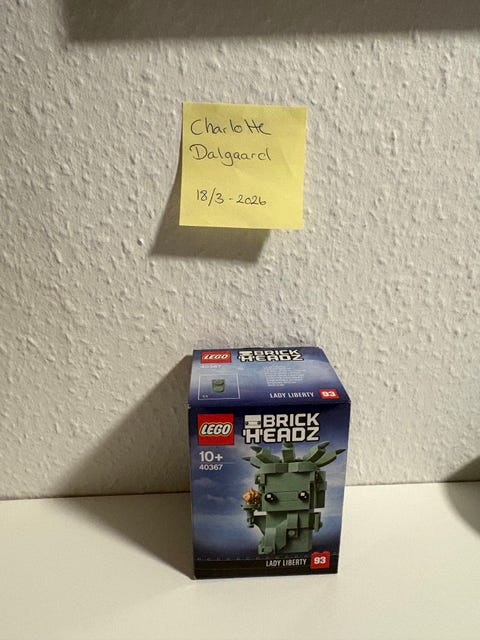 Charlotte
Dalgaard
18/3-2026
LEGO
BRICK
HEADZ
40367
LADY LIBERTY 93
LEGO
BRICK
HEADZ
10+
40367
LADY LIBERTY 93